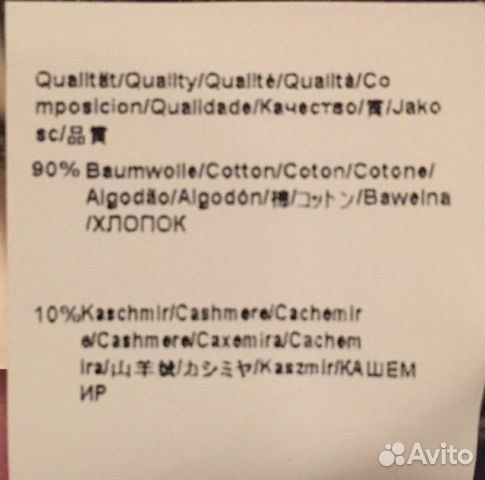 Qualität/Quality/Qualité/Qualità/Co
mposicion/Qualidade/Качество/質/Jako
sc/品質
90% Baumwolle/Cotton/Coton/Cotone/
Algodão/Algodón/棉/コットン/Bawelna
/ХЛОПОК
10%Kaschmir/Cashmere/Cachemir
e/Cashmere/Caxemira/Cachem
ira/山羊絨/カシミヤ/Kaszmir/КАШЕМ
ИР
Avito